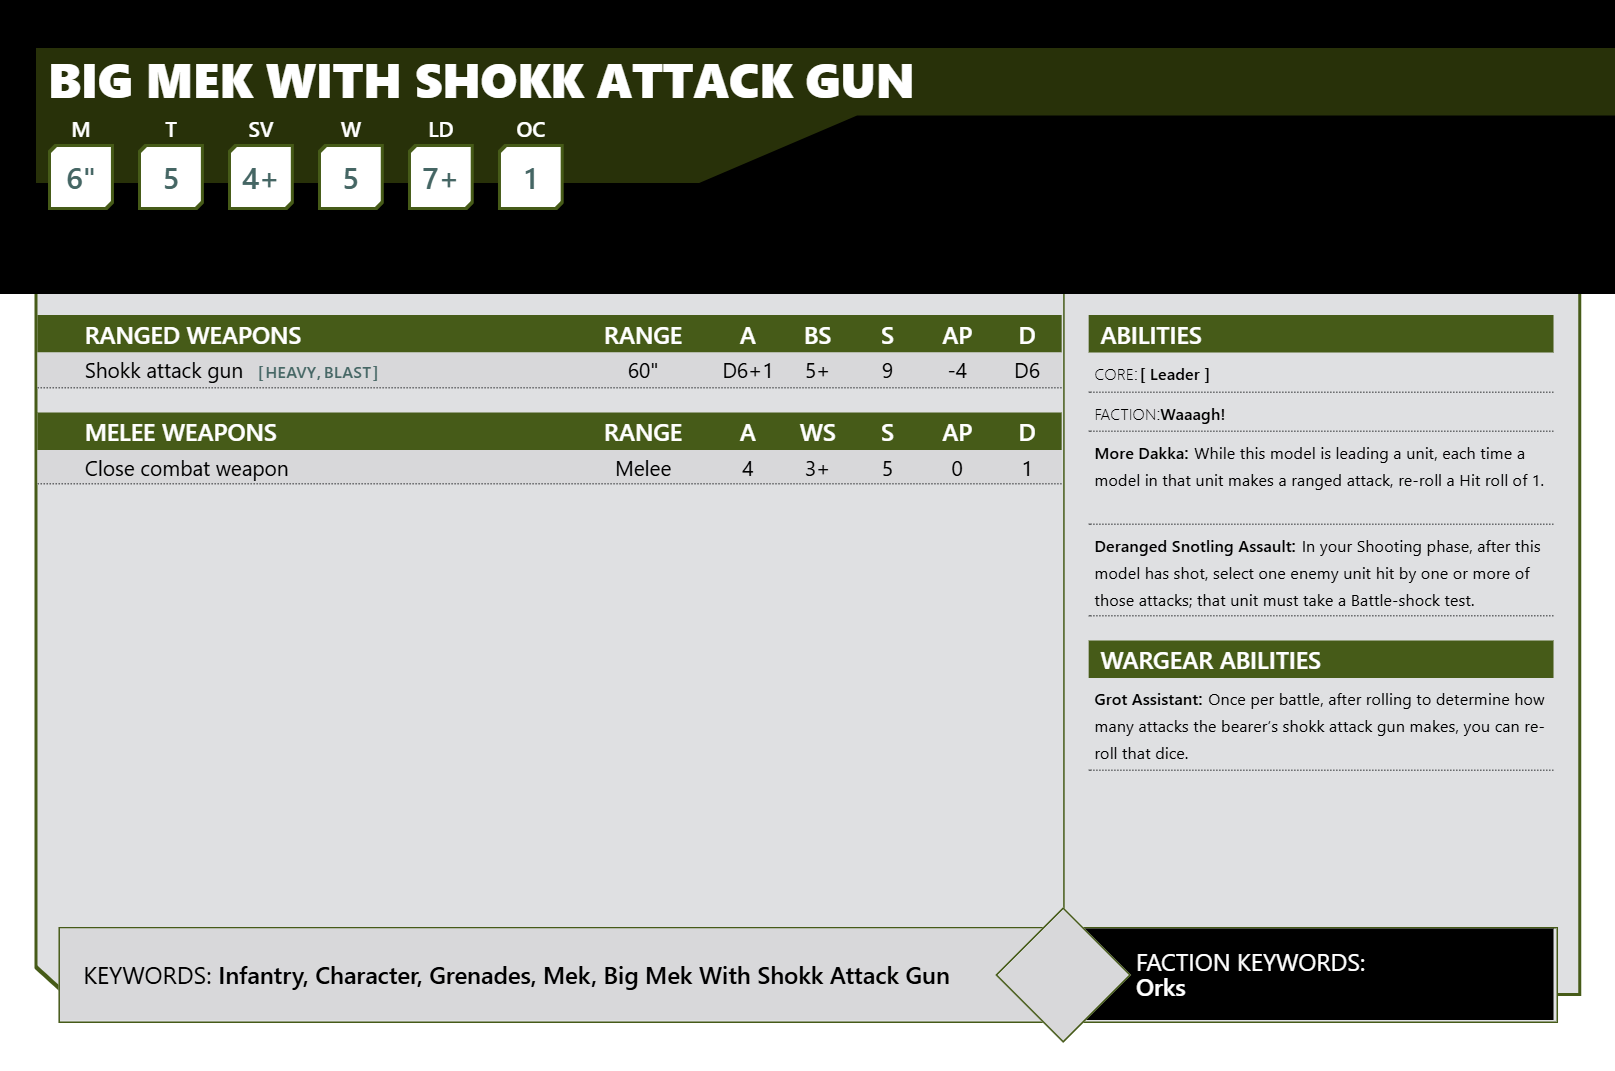 BIG MEK WITH SHOKK ATTACK GUN
M T SV W LD OC
6" 5 4+ 5 7+ 1
RANGED WEAPONS RANGE A BS S AP D
Shokk attack gun [HEAVY, BLAST] 60" D6+1 5+ 9 -4 D6
MELEE WEAPONS RANGE A WS S AP D
Close combat weapon Melee 4 3+ 5 0 1
ABILITIES
CORE: [ Leader ]
FACTION: Waaagh!
More Dakka: While this model is leading a unit, each time a
model in that unit makes a ranged attack, re-roll a Hit roll of 1.
Deranged Snotling Assault: In your Shooting phase, after this
model has shot, select one enemy unit hit by one or more of
those attacks; that unit must take a Battle-shock test.
WARGEAR ABILITIES
Grot Assistant: Once per battle, after rolling to determine how
many attacks the bearer's shokk attack gun makes, you can re-
roll that dice.
KEYWORDS: Infantry, Character, Grenades, Mek, Big Mek With Shokk Attack Gun
FACTION KEYWORDS:
Orks